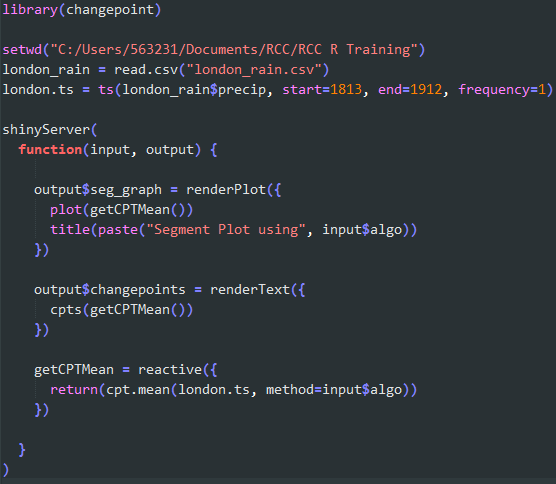 library(changepoint)
setwd("C:/Users/563231/Documents/RCC/RCC R Training")
london_rain = read.csv("london_rain.csv")
london.ts = ts(london_rain$precip, start=1813, end=1912, frequency=1)
shinyServer(
  function(input, output) {
    output$seg_graph = renderPlot({
      plot(getCPTMean())
      title(paste("Segment Plot using", input$algo))
    })
    output$changepoints = renderText({
      cpts(getCPTMean())
    })
    getCPTMean = reactive({
      return(cpt.mean(london.ts, method=input$algo))
    })
  }
)